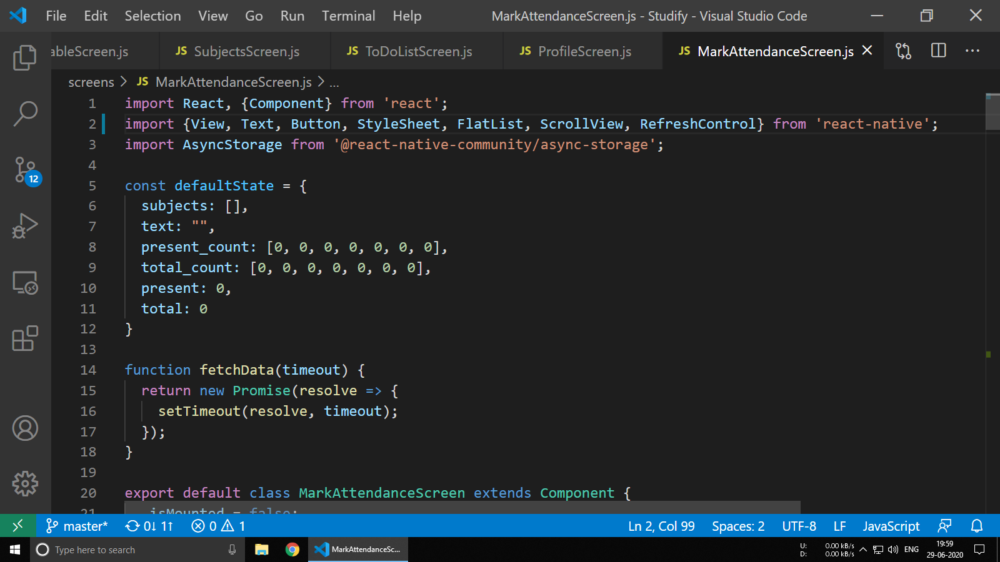 File Edit Selection View Go Run Terminal Help MarkAttendanceScreen.js - Studify - Visual Studio Code
ableScreen.js JS SubjectsScreen.js JS ToDoListScreen.js JS ProfileScreen.js JS MarkAttendanceScreen.js
screens > JS MarkAttendanceScreen.js > ...
1 import React, {Component} from 'react';
2 import {View, Text, Button, StyleSheet, FlatList, ScrollView, RefreshControl} from 'react-native';
3 import AsyncStorage from '@react-native-community/async-storage';
4
5 const defaultState = {
6 subjects: [],
7 text: "",
8 present_count: [0, 0, 0, 0, 0, 0, 0],
9 total_count: [0, 0, 0, 0, 0, 0, 0],
10 present: 0,
11 total: 0
12 }
13
14 function fetchData(timeout) {
15 return new Promise(resolve => {
16 setTimeout(resolve, timeout);
17 });
18 }
19
20 export default class MarkAttendanceScreen extends Component {
21 isMounted = false;
12
master* 0↓ 1↑ 0 1 Ln 2, Col 99 Spaces: 2 UTF-8 LF JavaScript
Type here to search MarkAttendanceSc... U: 0.00 kB/s ENG 19:59
D: 0.00 kB/s 29-06-2020